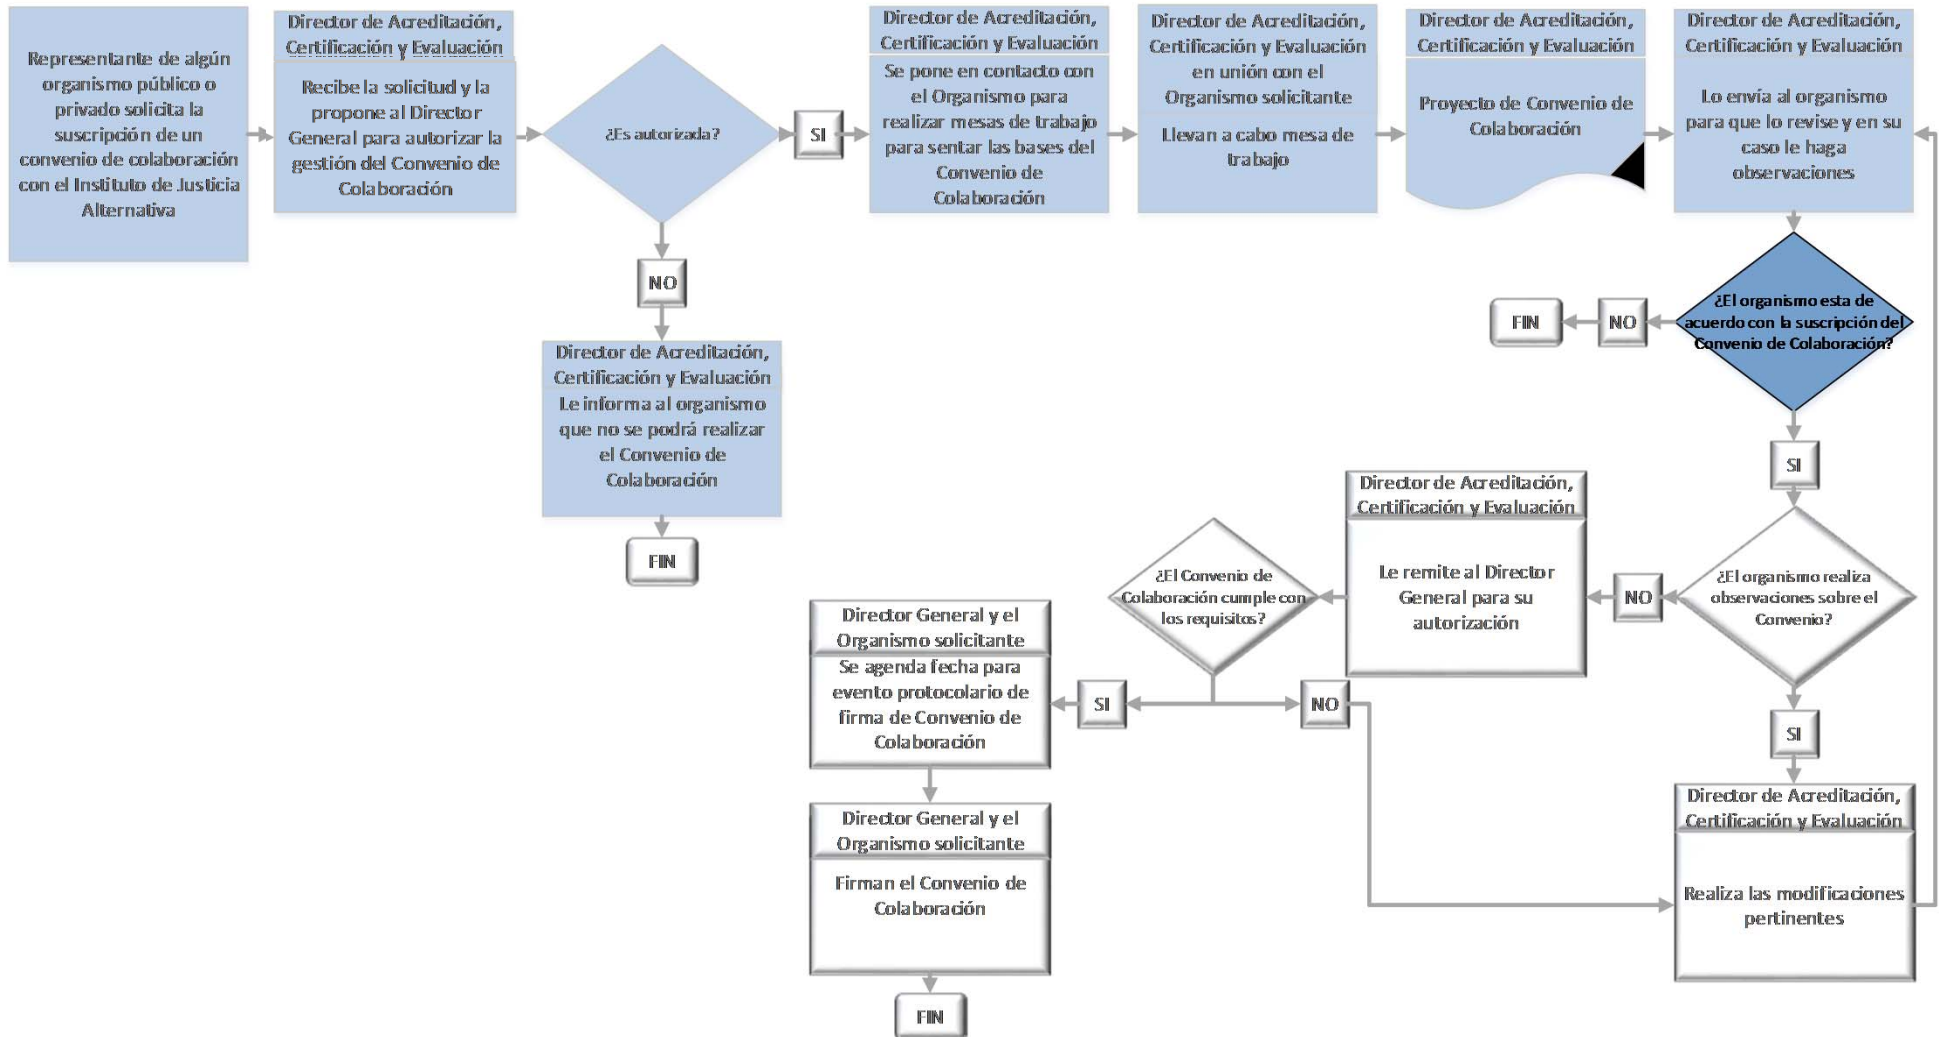 Representante de algún
organismo público o
privado solicita la
suscripción de un
convenio de colaboración
con el Instituto de Justicia
Alternativa
Director de Acreditación,
Certificación y Evaluación
Recibe la solicitud y la
propone al Director
General para autorizar la
gestión del Convenio de
Colaboración
¿Es autorizada?
SI
Director de Acreditación,
Certificación y Evaluación
Se pone en contacto con
el Organismo para
realizar mesas de trabajo
para sentar las bases del
Convenio de
Colaboración
Director de Acreditación,
Certificación y Evaluación
en unión con el
Organismo solicitante
Llevan a cabo mesa de
trabajo
Director de Acreditación,
Certificación y Evaluación
Proyecto de Convenio de
Colaboración
Director de Acreditación,
Certificación y Evaluación
Lo envía al organismo
para que lo revise y en su
caso le haga
observaciones
NO
Director de Acreditación,
Certificación y Evaluación
Le informa al organismo
que no se podrá realizar
el Convenio de
Colaboración
FIN
¿El organismo esta de
acuerdo con la suscripción del
Convenio de Colaboración?
NO
FIN
SI
¿El organismo realiza
observaciones sobre el
Convenio?
NO
Director de Acreditación,
Certificación y Evaluación
Le remite al Director
General para su
autorización
¿El Convenio de
Colaboración cumple con
los requisitos?
SI
NO
Director General y el
Organismo solicitante
Se agenda fecha para
evento protocolario de
firma de Convenio de
Colaboración
Director General y el
Organismo solicitante
Firman el Convenio de
Colaboración
FIN
SI
Director de Acreditación,
Certificación y Evaluación
Realiza las modificaciones
pertinentes